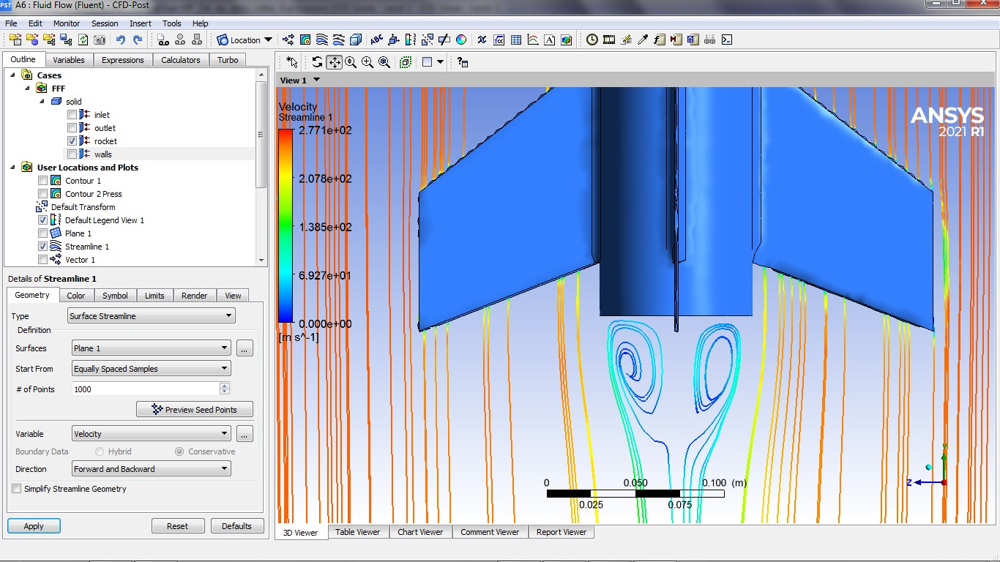 A6 : Fluid Flow (Fluent) - CFD-Post
File Edit Monitor Session Insert Tools Help
Location
Outline Variables Expressions Calculators Turbo
Cases
FFF
solid
inlet
outlet
rocket
walls
User Locations and Plots
Contour 1
Contour 2 Press
Default Transform
Default Legend View 1
Plane 1
Streamline 1
Vector 1
Details of Streamline 1
Geometry Color Symbol Limits Render View
Type Surface Streamline
Definition
Surfaces Plane 1 ...
Start From Equally Spaced Samples
# of Points 1000
Preview Seed Points
Variable Velocity ...
Boundary Data Hybrid Conservative
Direction Forward and Backward
Simplify Streamline Geometry
Apply Reset Defaults
View 1
Velocity
Streamline 1
2.771e+02
2.078e+02
1.385e+02
6.927e+01
0.000e+00
[m s^-1]
ANSYS
2021 R1
Y
Z
0 0.050 0.100 (m)
0.025 0.075
3D Viewer Table Viewer Chart Viewer Comment Viewer Report Viewer